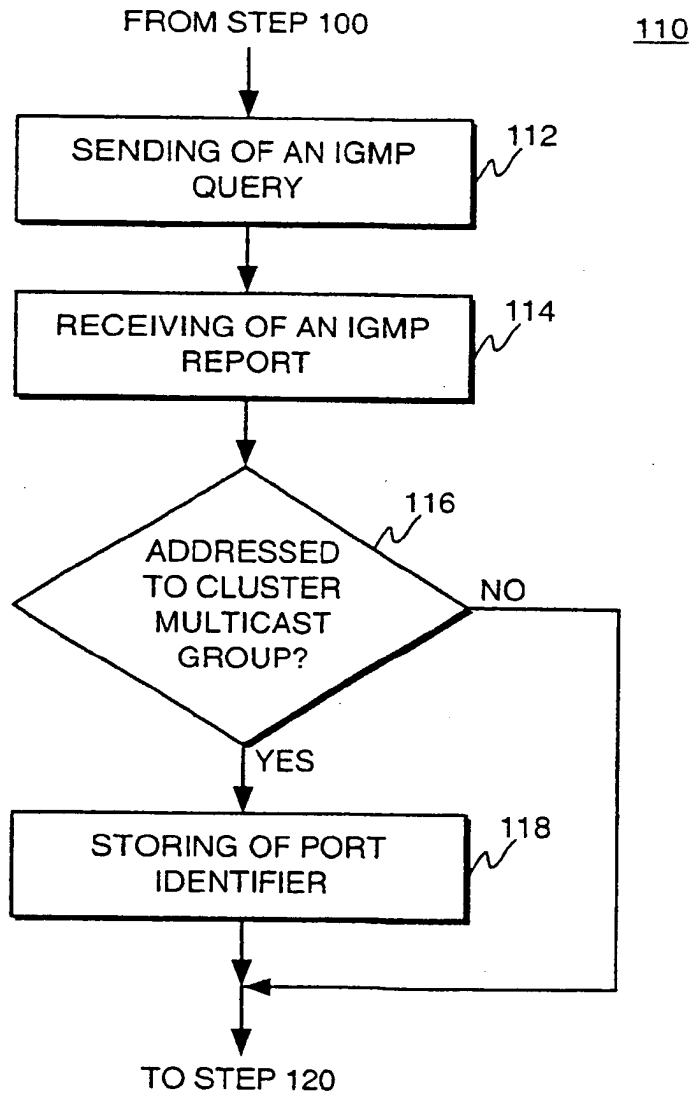 FROM STEP 100
110
SENDING OF AN IGMP
QUERY
112
RECEIVING OF AN IGMP
REPORT
114
116
ADDRESSED
TO CLUSTER
MULTICAST
GROUP?
NO
YES
STORING OF PORT
IDENTIFIER
118
TO STEP 120